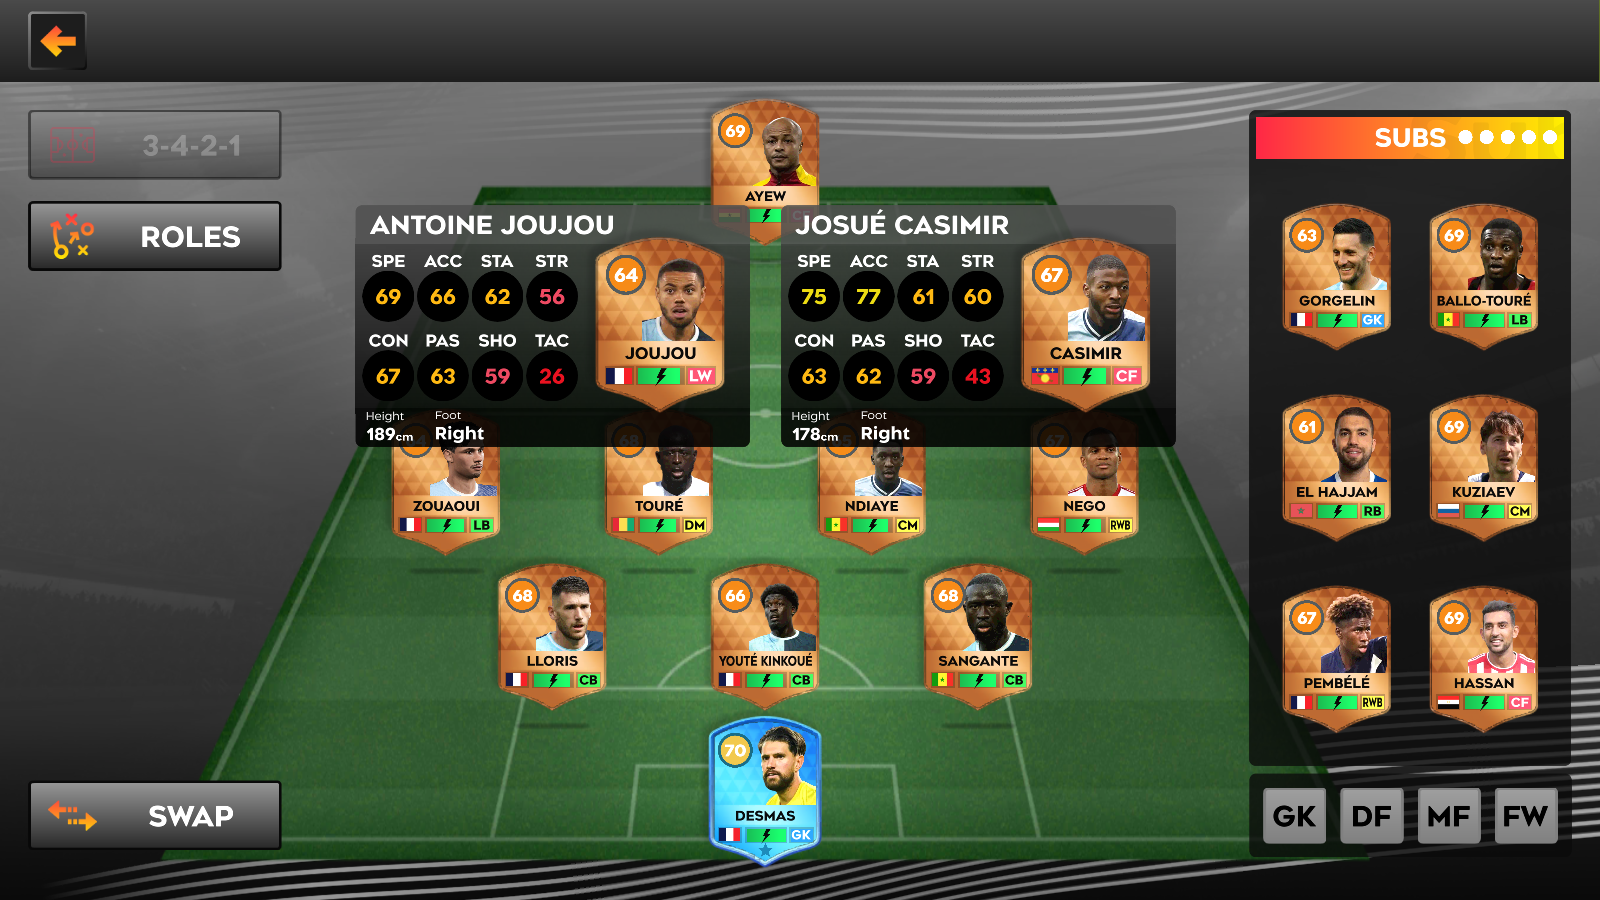 3-4-2-1
ROLES
SWAP
69
AYEW
ANTOINE JOUJOU
SPE ACC STA STR
69 66 62 56
CON PAS SHO TAC
67 63 59 26
Height Foot
189cm Right
64
JOUJOU
LW
JOSUÉ CASIMIR
SPE ACC STA STR
75 77 61 60
CON PAS SHO TAC
63 62 59 43
Height Foot
178cm Right
67
CASIMIR
CF
ZOUAOUI
LB
68
TOURÉ
DM
NDIAYE
CM
67
NEGO
RWB
68
LLORIS
CB
66
YOUTÉ KINKOUÉ
CB
68
SANGANTE
CB
70
DESMAS
GK
SUBS
63
GORGELIN
GK
69
BALLO-TOURÉ
LB
61
EL HAJJAM
RB
69
KUZIAEV
CM
67
PEMBÉLÉ
RWB
69
HASSAN
CF
GK DF MF FW